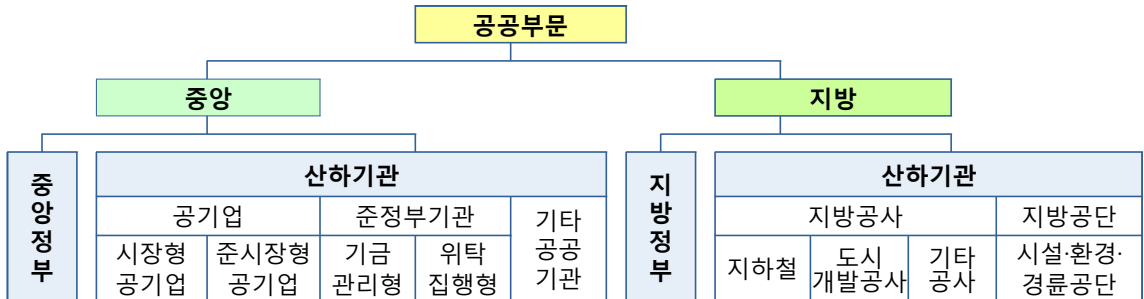 공공부문
중앙
지방
중앙정부
산하기관
공기업
준정부기관
기타
공공
기관
시장형
공기업
준시장형
공기업
기금
관리형
위탁
집행형
지방정부
산하기관
지방공사
지방공단
지하철
도시
개발공사
기타
공사
시설·환경·
경륜공단